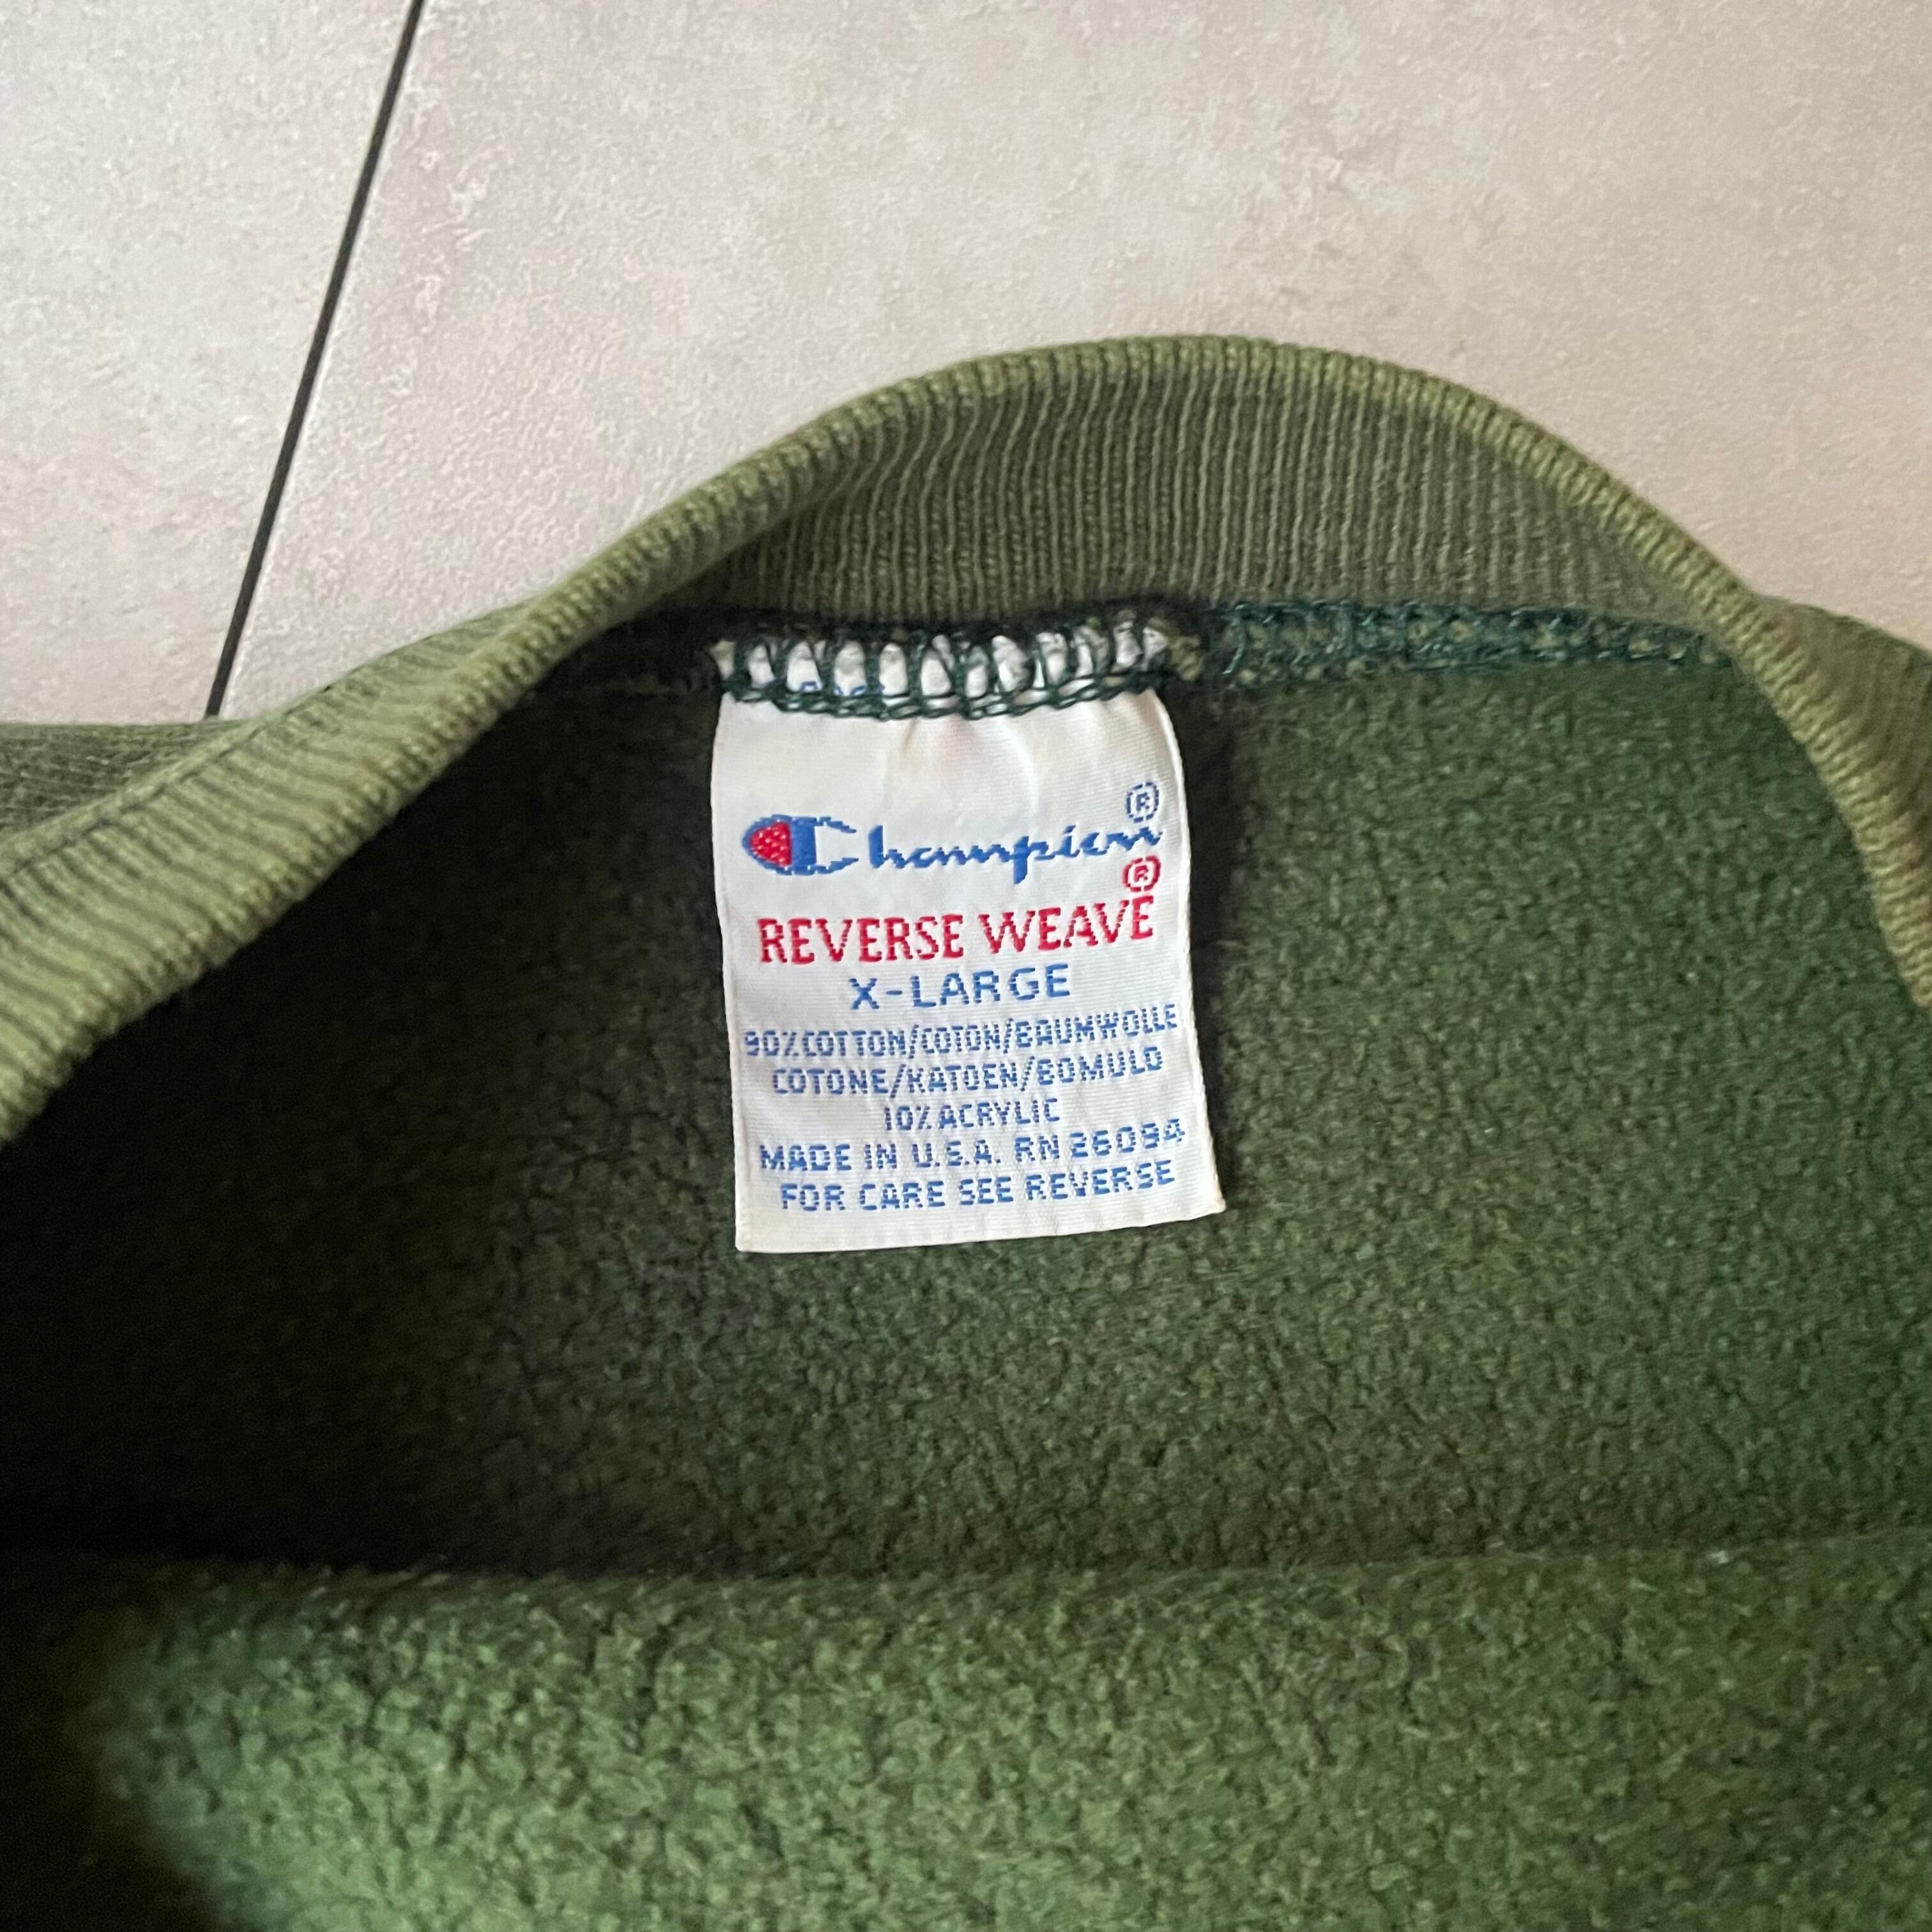 Champion®
REVERSE WEAVE®
X-LARGE
90% COTTON/COTON/BAUMWOLLE
COTONE/KATOEN/BOMULD
10% ACRYLIC
MADE IN U.S.A. RN 26094
FOR CARE SEE REVERSE